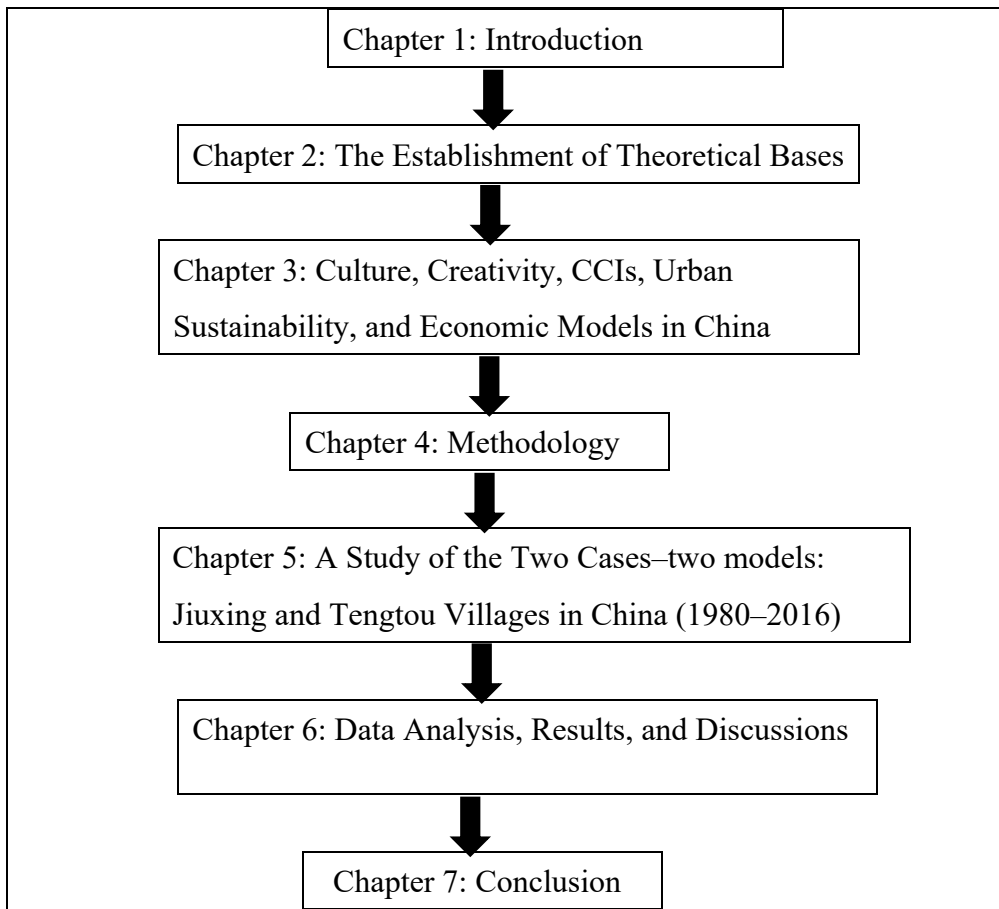 Chapter 1: Introduction
Chapter 2: The Establishment of Theoretical Bases
Chapter 3: Culture, Creativity, CCIs, Urban
Sustainability, and Economic Models in China
Chapter 4: Methodology
Chapter 5: A Study of the Two Cases–two models:
Jiuxing and Tengtou Villages in China (1980–2016)
Chapter 6: Data Analysis, Results, and Discussions
Chapter 7: Conclusion